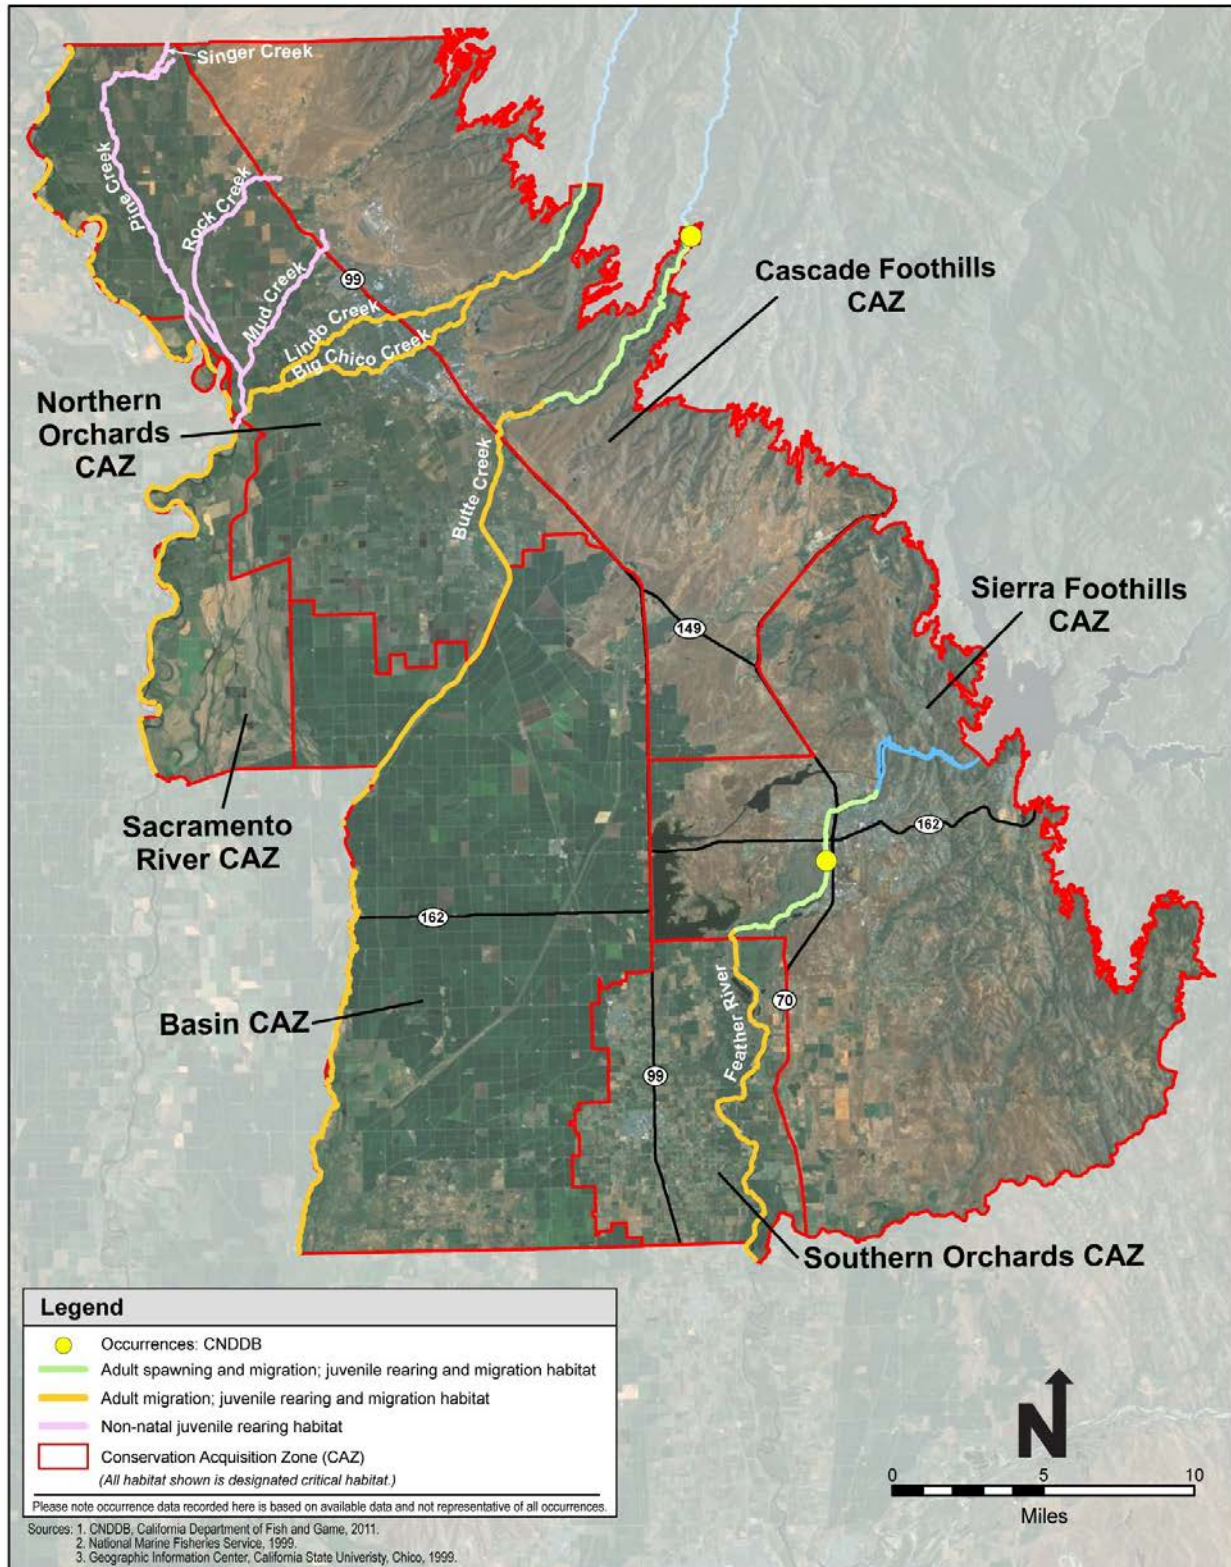 Singer Creek
Pine Creek
Rock Creek
Mud Creek
99
Lindo Creek
Big Chico Creek
Cascade Foothills
CAZ
Northern
Orchards
CAZ
Butte Creek
149
Sierra Foothills
CAZ
Sacramento
River CAZ
162
162
Basin CAZ
Feather River
70
99
Southern Orchards CAZ
Legend
Occurrences: CNDDB
Adult spawning and migration; juvenile rearing and migration habitat
Adult migration; juvenile rearing and migration habitat
Non-natal juvenile rearing habitat
Conservation Acquisition Zone (CAZ)
(All habitat shown is designated critical habitat.)
Please note occurrence data recorded here is based on available data and not representative of all occurrences.
Sources: 1. CNDDB, California Department of Fish and Game, 2011.
2. National Marine Fisheries Service, 1999.
3. Geographic Information Center, California State Univeristy, Chico, 1999.
N
0 5 10
Miles